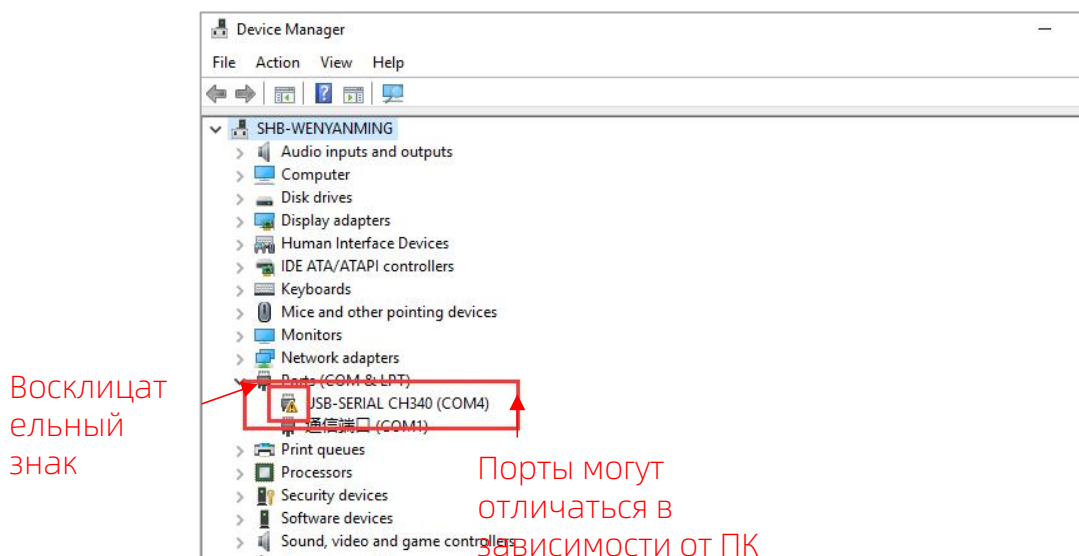 Device Manager
File Action View Help
SHB-WENYANMING
Audio inputs and outputs
Computer
Disk drives
Display adapters
Human Interface Devices
IDE ATA/ATAPI controllers
Keyboards
Mice and other pointing devices
Monitors
Network adapters
Ports (COM & LPT)
USB-SERIAL CH340 (COM4)
通信端口 (COM1)
Print queues
Processors
Security devices
Software devices
Sound, video and game controllers
Восклицат
ельный
знак
Порты могут
отличаться в
зависимости от ПК